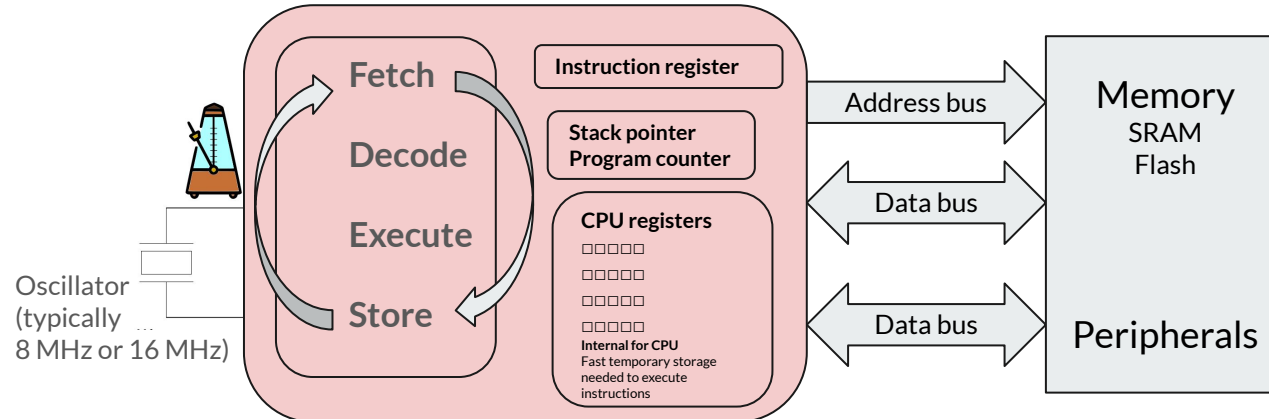 Fetch
Decode
Execute
Store
Instruction register
Stack pointer
Program counter
CPU registers
□□□□□
□□□□□
□□□□□
□□□□□
Internal for CPU
Fast temporary storage
needed to execute
instructions
Oscillator
(typically ...
8 MHz or 16 MHz)
Address bus
Data bus
Data bus
Memory
SRAM
Flash
Peripherals